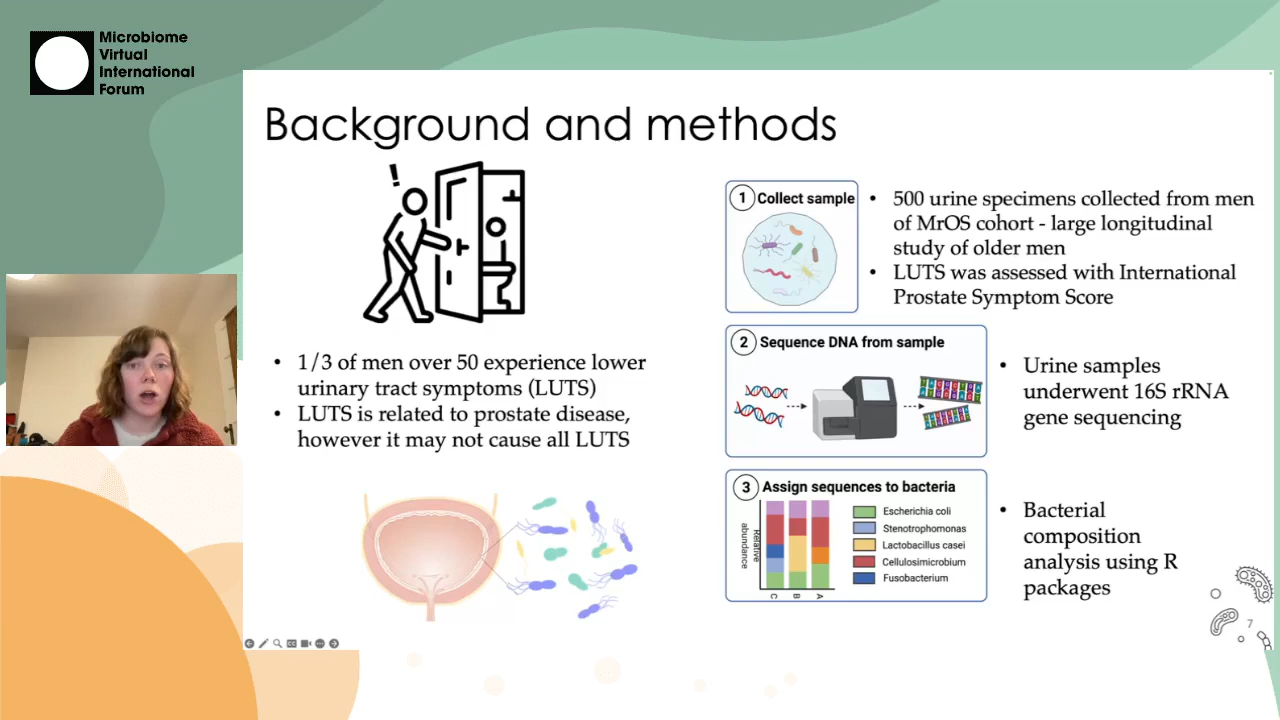 Microbiome
Virtual
International
Forum
Background and methods
!
1/3 of men over 50 experience lower
urinary tract symptoms (LUTS)
LUTS is related to prostate disease,
however it may not cause all LUTS
1 Collect sample
500 urine specimens collected from men
of MrOS cohort - large longitudinal
study of older men
LUTS was assessed with International
Prostate Symptom Score
2 Sequence DNA from sample
Urine samples
underwent 16S rRNA
gene sequencing
3 Assign sequences to bacteria
Relative
abundance
C B A
Escherichia coli
Stenotrophomonas
Lactobacillus casei
Cellulosimicrobium
Fusobacterium
Bacterial
composition
analysis using R
packages
7